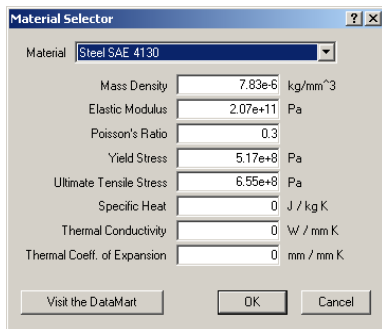 Material Selector
Material Steel SAE 4130
Mass Density 7.83e-6 kg/mm^3
Elastic Modulus 2.07e+11 Pa
Poisson's Ratio 0.3
Yield Stress 5.17e+8 Pa
Ultimate Tensile Stress 6.55e+8 Pa
Specific Heat 0 J / kg K
Thermal Conductivity 0 W / mm K
Thermal Coeff. of Expansion 0 mm / mm K
Visit the DataMart OK Cancel